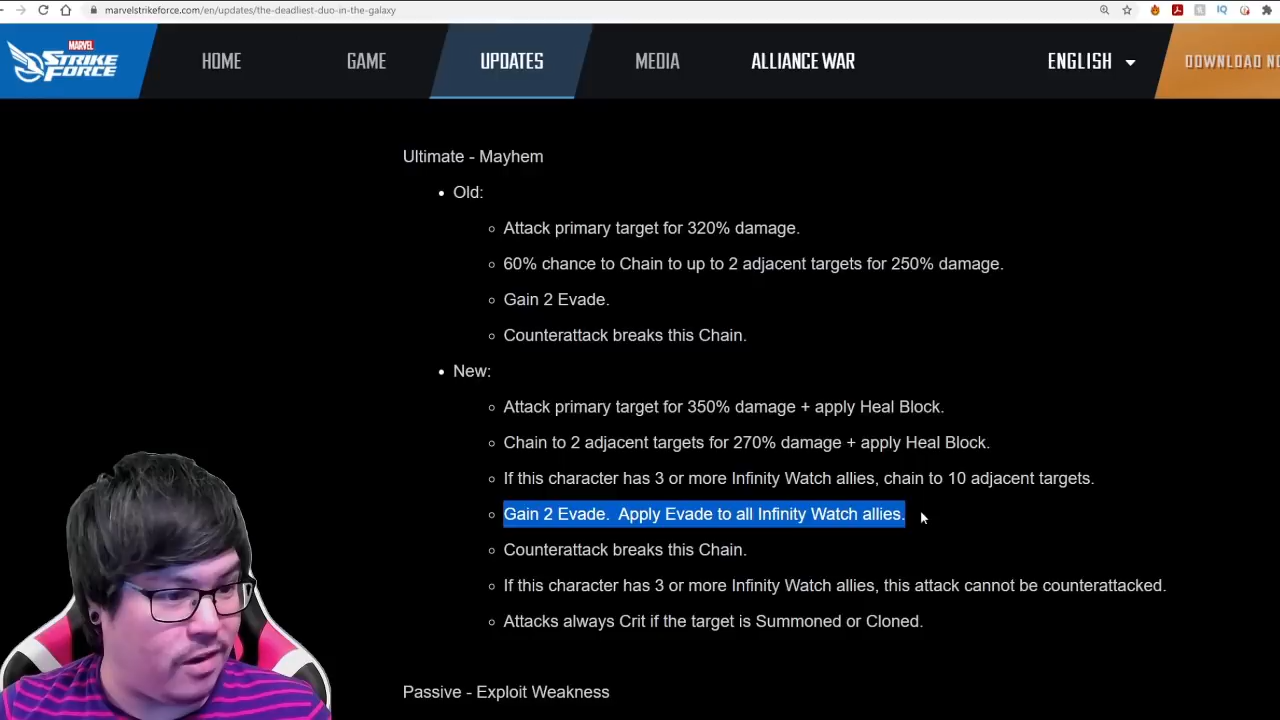 marvelstrikeforce.com/en/updates/the-deadliest-duo-in-the-galaxy
MARVEL
STRIKE
FORCE
HOME
GAME
UPDATES
MEDIA
ALLIANCE WAR
ENGLISH
DOWNLOAD NO
Ultimate - Mayhem
Old:
Attack primary target for 320% damage.
60% chance to Chain to up to 2 adjacent targets for 250% damage.
Gain 2 Evade.
Counterattack breaks this Chain.
New:
Attack primary target for 350% damage + apply Heal Block.
Chain to 2 adjacent targets for 270% damage + apply Heal Block.
If this character has 3 or more Infinity Watch allies, chain to 10 adjacent targets.
Gain 2 Evade.  Apply Evade to all Infinity Watch allies.
Counterattack breaks this Chain.
If this character has 3 or more Infinity Watch allies, this attack cannot be counterattacked.
Attacks always Crit if the target is Summoned or Cloned.
Passive - Exploit Weakness